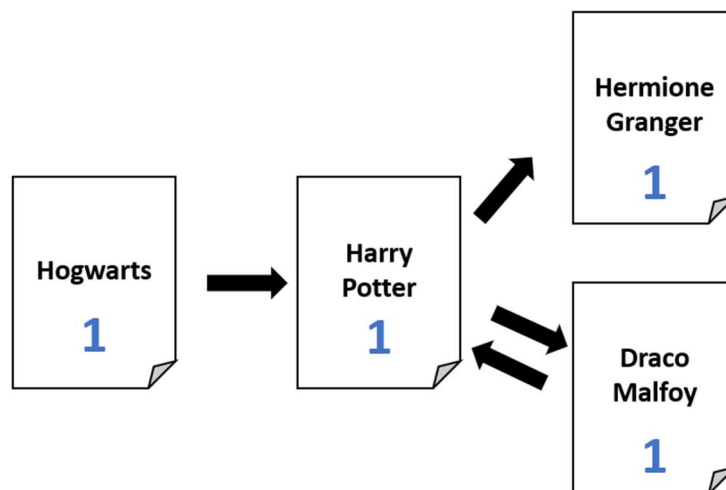 Hogwarts
1
Harry
Potter
1
Hermione
Granger
1
Draco
Malfoy
1